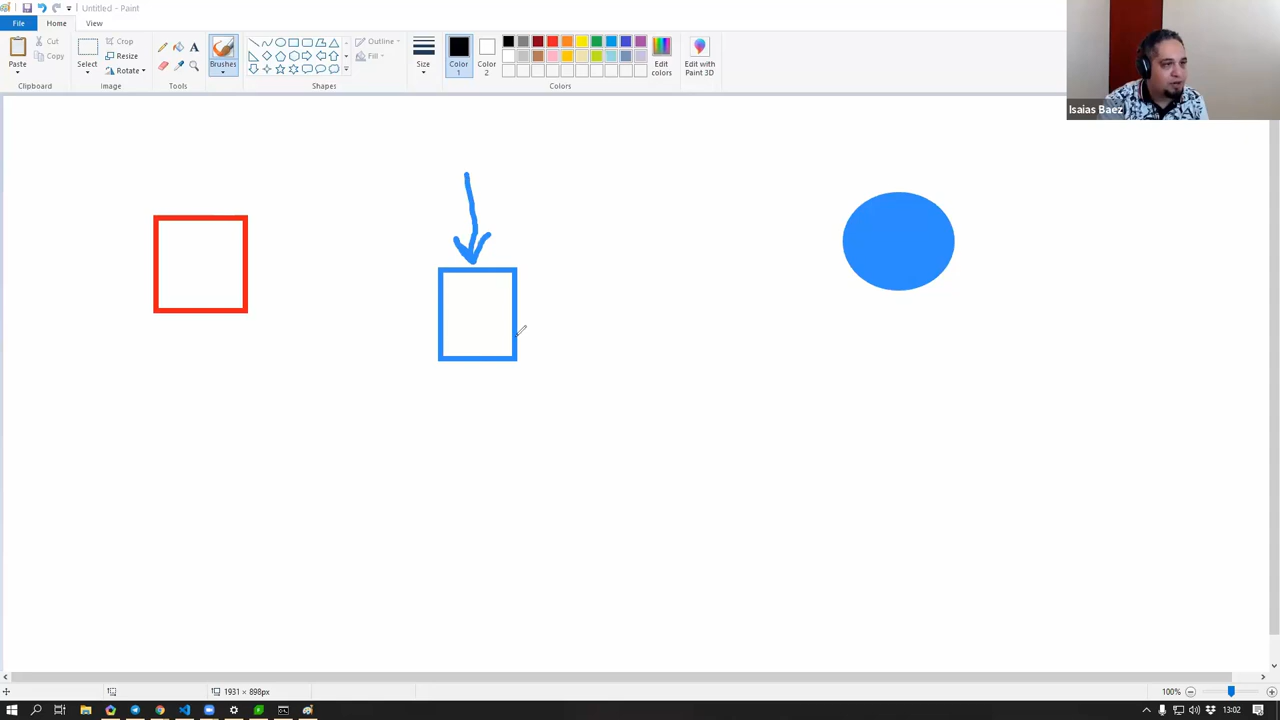 Untitled - Paint
File Home View
Paste
Cut
Copy
Clipboard
Select
Crop
Resize
Rotate
Image
Tools
Brushes
Shapes
Outline
Fill
Size
Color 1
Color 2
Edit colors
Colors
Edit with Paint 3D
Isaias Baez
1931 × 898px
100%
13:02